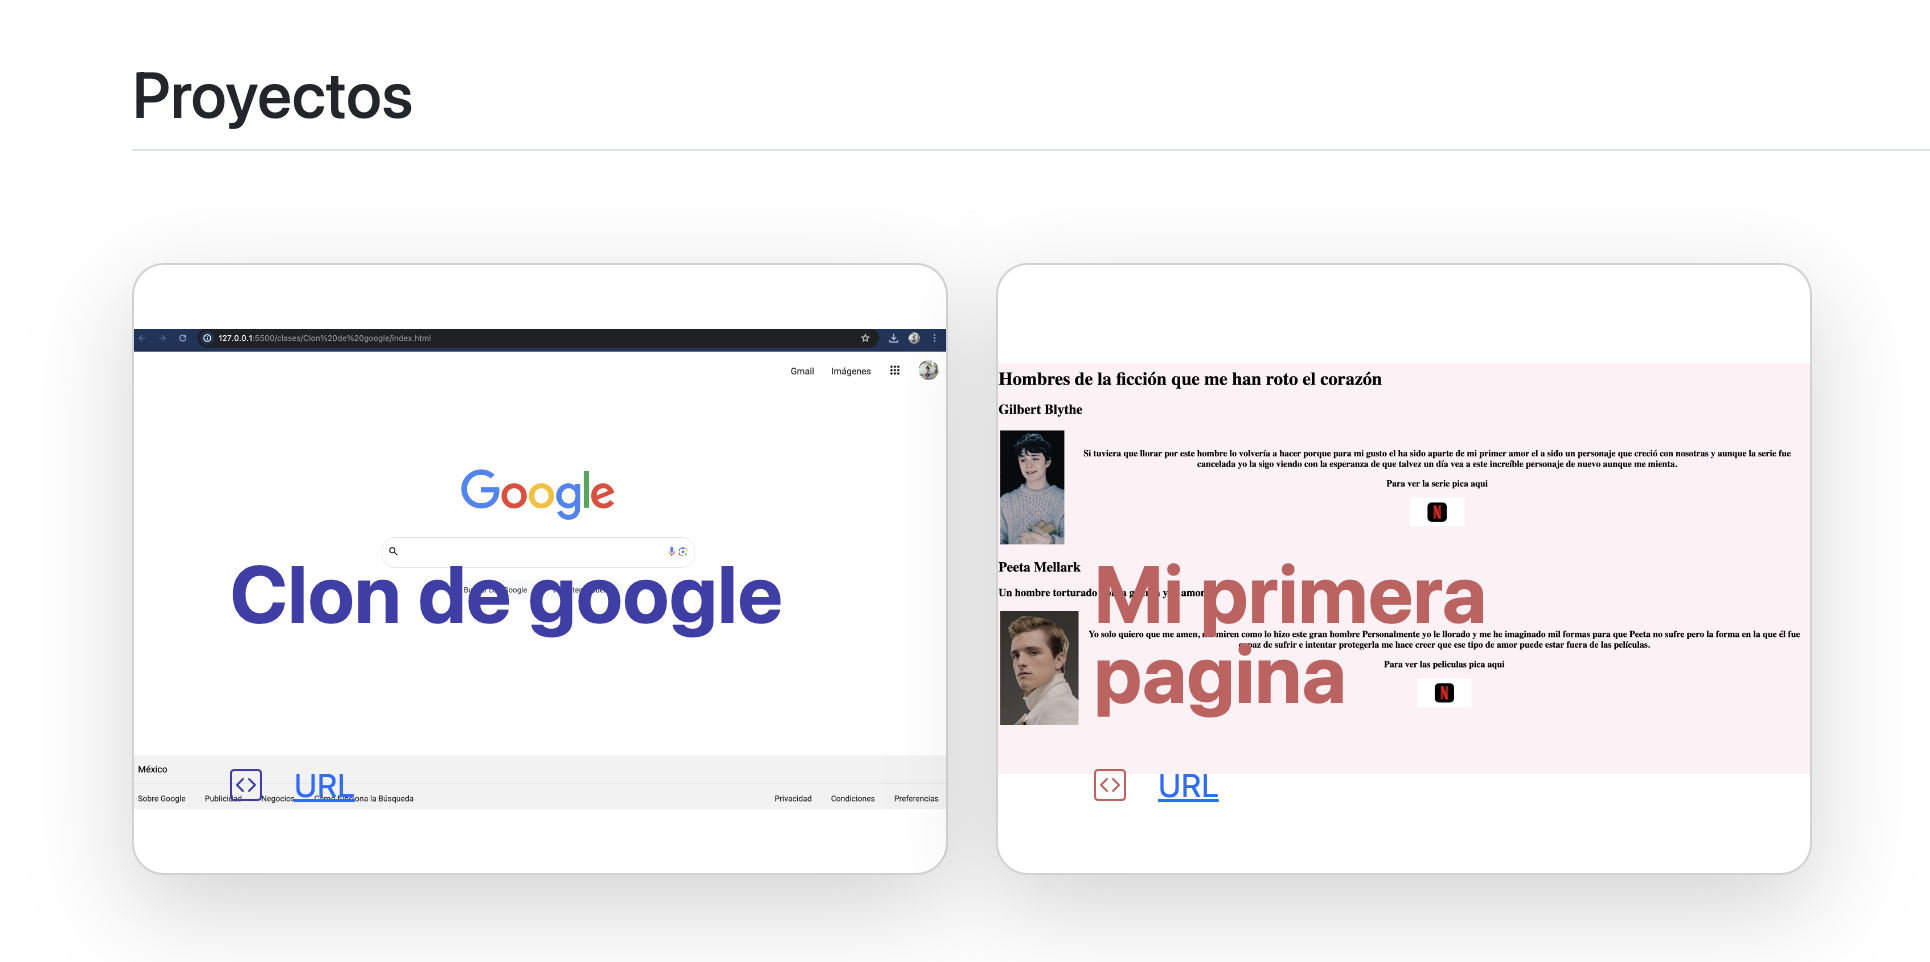 Proyectos
127.0.0.1:5500/clases/Clon%20de%20google/index.html
Gmail Imágenes
Google
Clon de google
México
URL
Sobre Google Publicidad Negocios Cómo funciona la Búsqueda Privacidad Condiciones Preferencias
Hombres de la ficción que me han roto el corazón
Gilbert Blythe
Si tuviera que llorar por este hombre lo volvería a hacer porque para mi gusto el ha sido aparte de mi primer amor el a sido un personaje que creció con nosotras y aunque la serie fue
cancelada yo la sigo viendo con la esperanza de que talvez un día vea a este increíble personaje de nuevo aunque me mienta.
Para ver la serie pica aqui
N
Peeta Mellark
Un hombre torturado amor
Mi primera
Yo solo quiero que me amen, miren como lo hizo este gran hombre Personalmente yo le llorado y me he imaginado mil formas para que Peeta no sufre pero la forma en la que él fue
capaz de sufrir e intentar protegerla me hace creer que ese tipo de amor puede estar fuera de las películas.
pagina
Para ver las peliculas pica aqui
N
URL